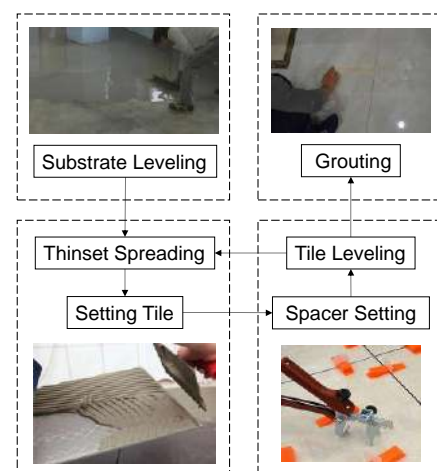 Substrate Leveling
Grouting
Thinset Spreading
Tile Leveling
Setting Tile
Spacer Setting